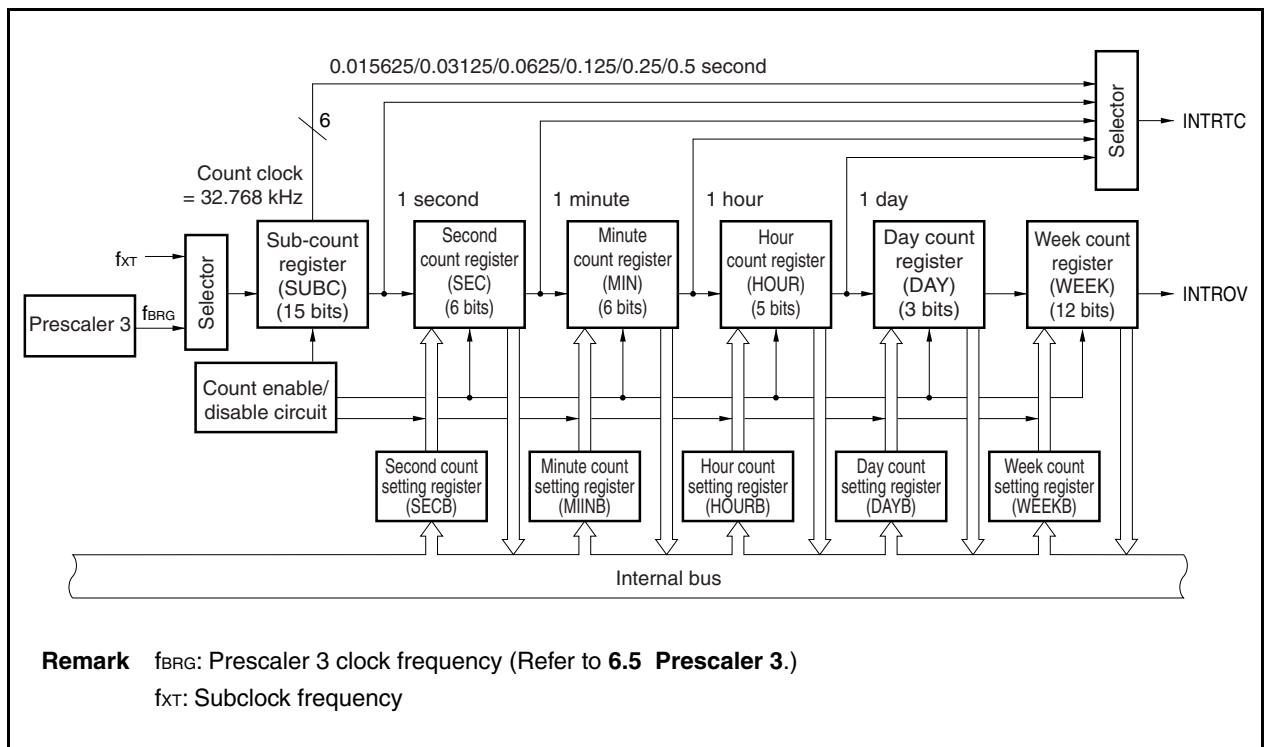 0.015625/0.03125/0.0625/0.125/0.25/0.5 second
6
Selector
INTRTC
Count clock
= 32.768 kHz
1 second
1 minute
1 hour
1 day
fXT
Prescaler 3
fBRG
Selector
Sub-count
register
(SUBC)
(15 bits)
Second
count register
(SEC)
(6 bits)
Minute
count register
(MIN)
(6 bits)
Hour
count register
(HOUR)
(5 bits)
Day count
register
(DAY)
(3 bits)
Week count
register
(WEEK)
(12 bits)
INTROV
Count enable/
disable circuit
Second count
setting register
(SECB)
Minute count
setting register
(MIINB)
Hour count
setting register
(HOURB)
Day count
setting register
(DAYB)
Week count
setting register
(WEEKB)
Internal bus
Remark fBRG: Prescaler 3 clock frequency (Refer to 6.5 Prescaler 3.)
fXT: Subclock frequency